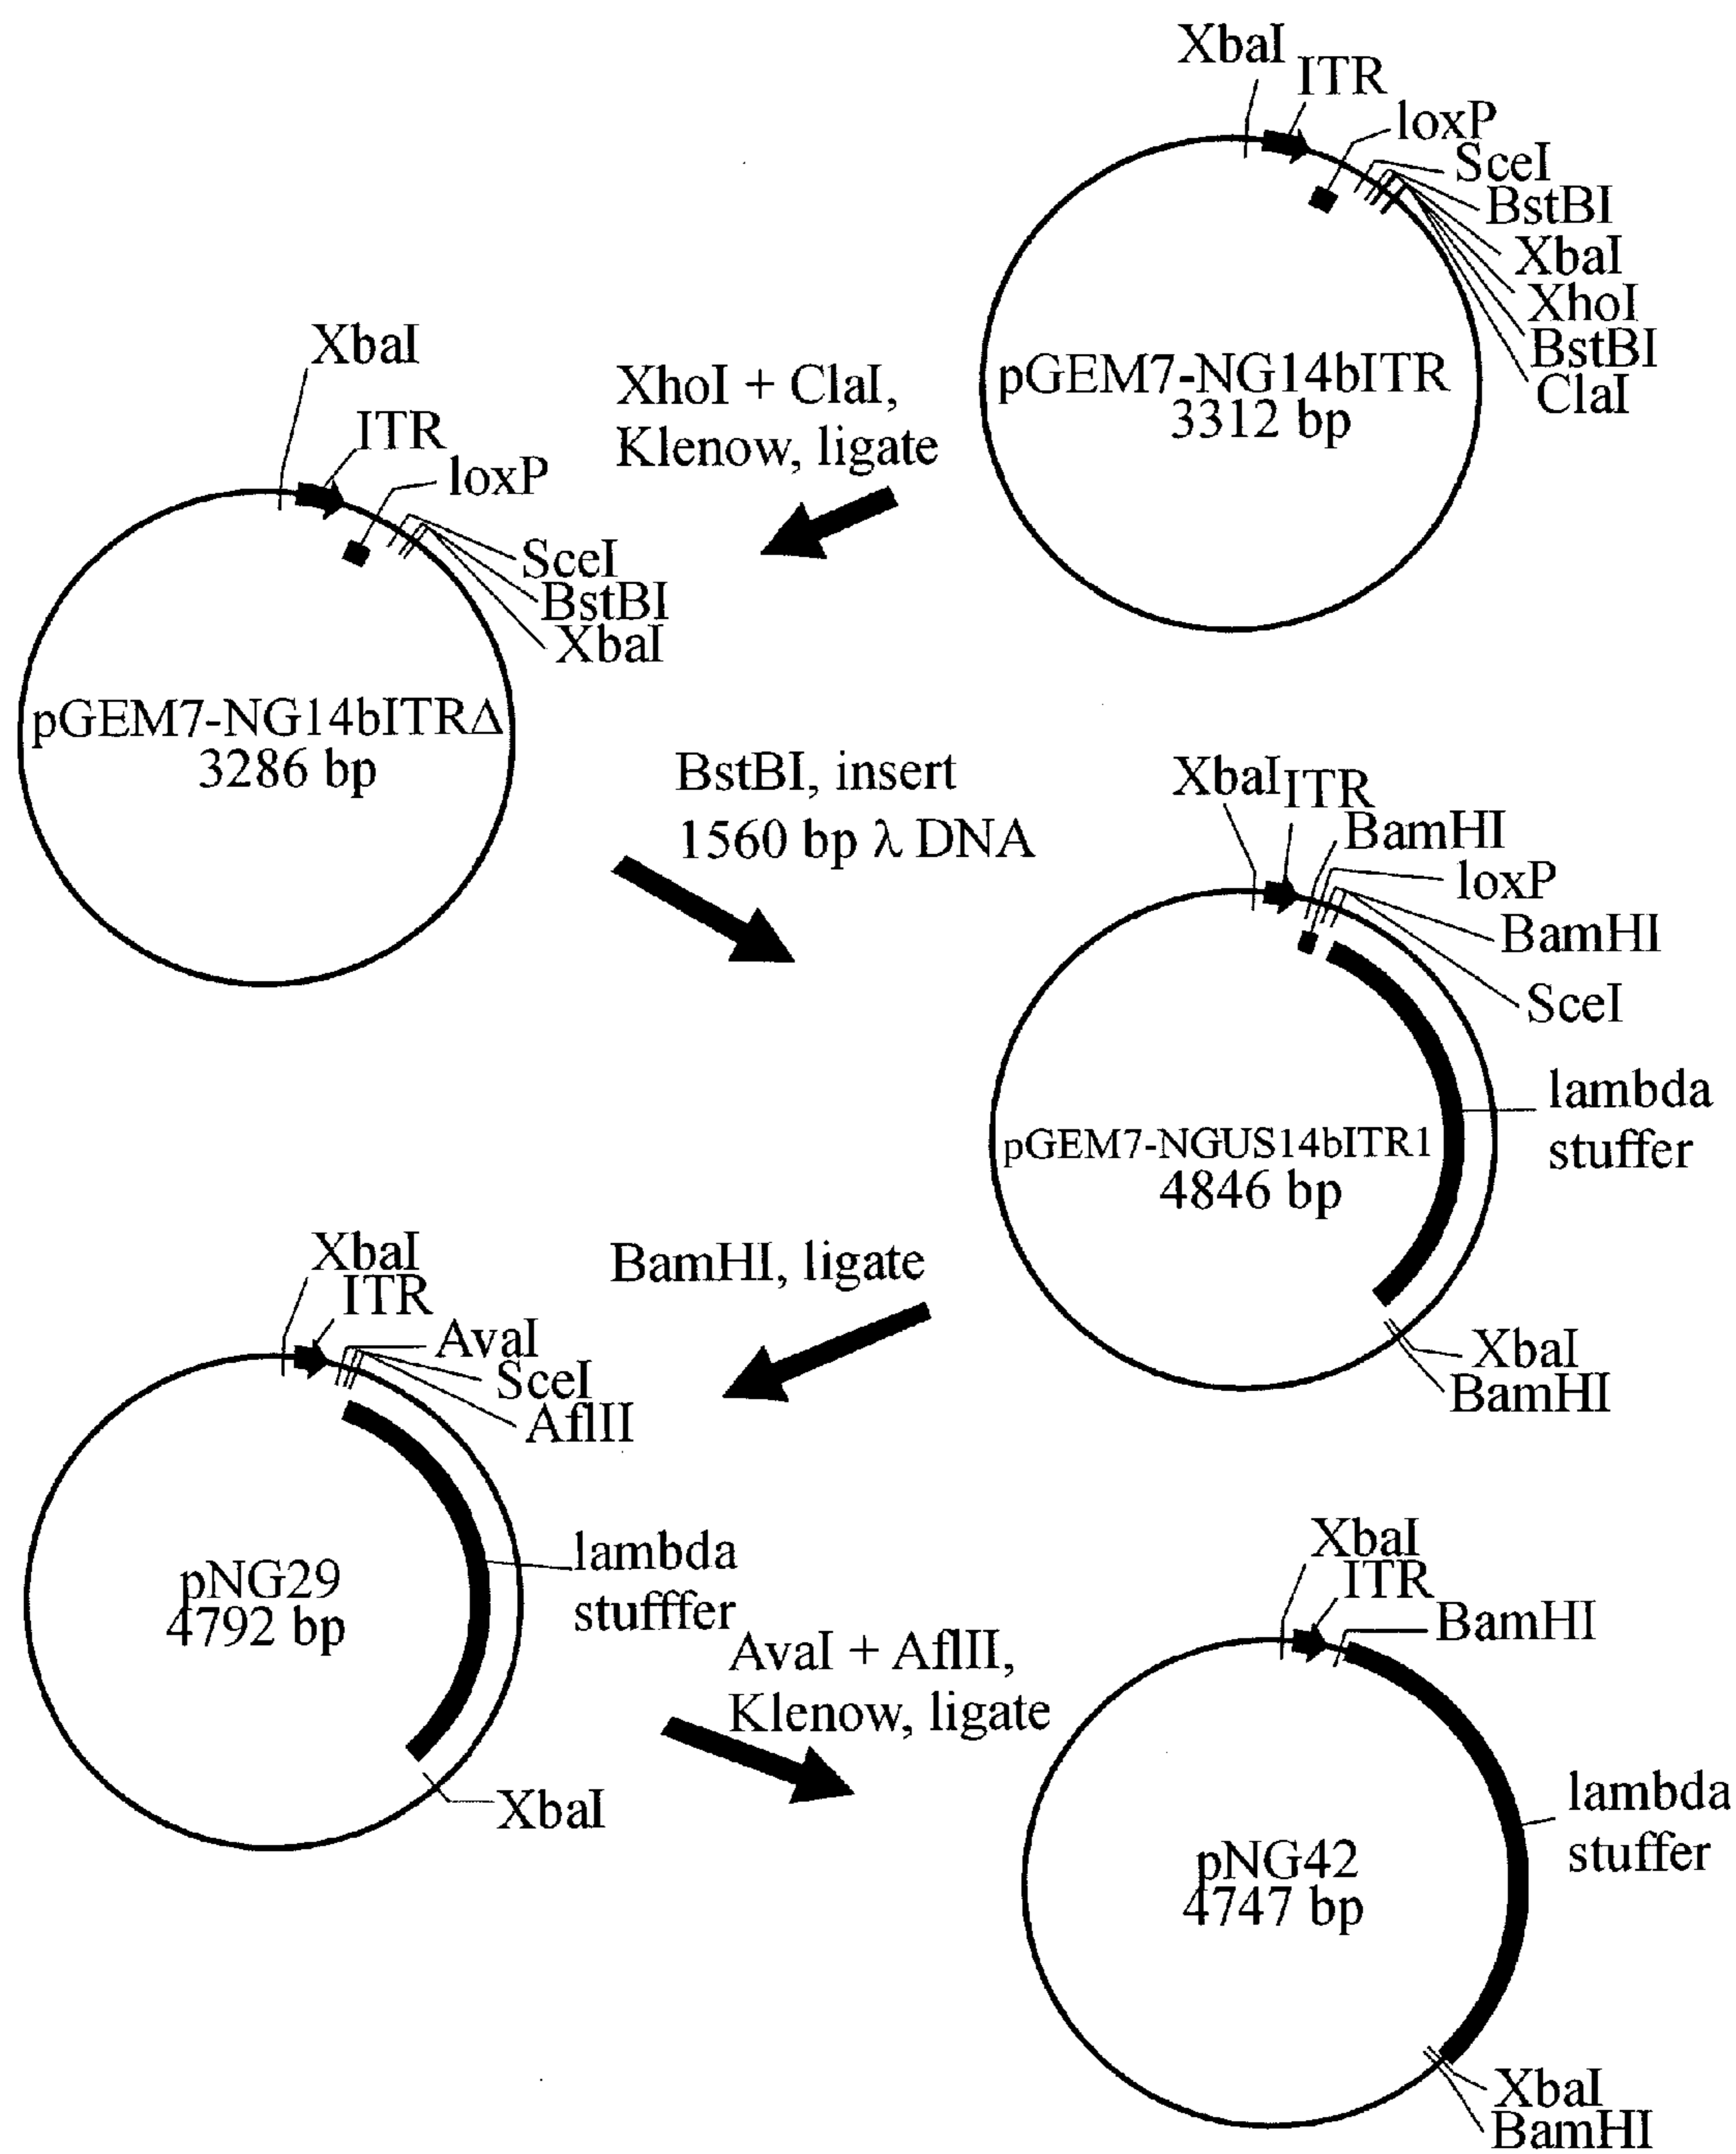 XbaI
ITR
loxP
SceI
BstBI
XbaI
XhoI
BstBI
ClaI
pGEM7-NG14bITR
3312 bp
XhoI + ClaI,
Klenow, ligate
XbaI
ITR
loxP
SceI
BstBI
XbaI
pGEM7-NG14bITRΔ
3286 bp
BstBI, insert
1560 bp λ DNA
XbaI
ITR
BamHI
loxP
BamHI
SceI
lambda
stuffer
pGEM7-NGUS14bITR1
4846 bp
XbaI
BamHI
BamHI, ligate
XbaI
ITR
AvaI
SceI
AflII
lambda
stufffer
pNG29
4792 bp
XbaI
AvaI + AflII,
Klenow, ligate
XbaI
ITR
BamHI
lambda
stuffer
pNG42
4747 bp
XbaI
BamHI